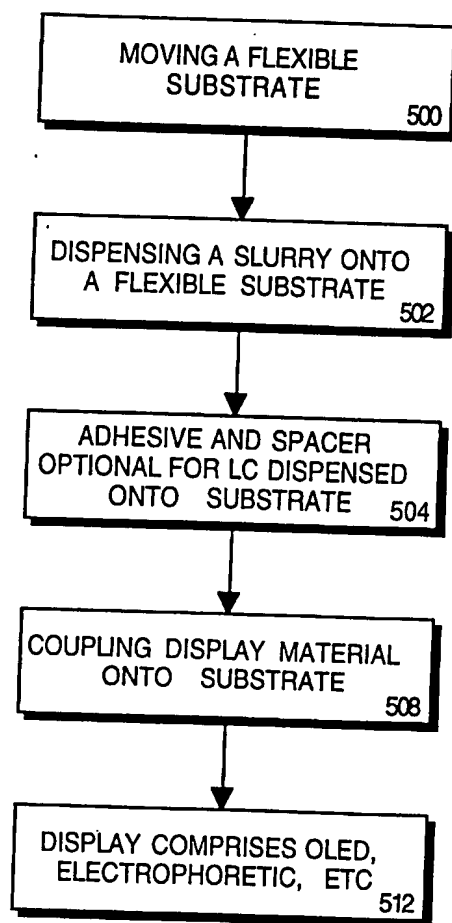 MOVING A FLEXIBLE
SUBSTRATE
500
DISPENSING A SLURRY ONTO
A FLEXIBLE SUBSTRATE
502
ADHESIVE AND SPACER
OPTIONAL FOR LC DISPENSED
ONTO SUBSTRATE
504
COUPLING DISPLAY MATERIAL
ONTO SUBSTRATE
508
DISPLAY COMPRISES OLED,
ELECTROPHORETIC, ETC
512